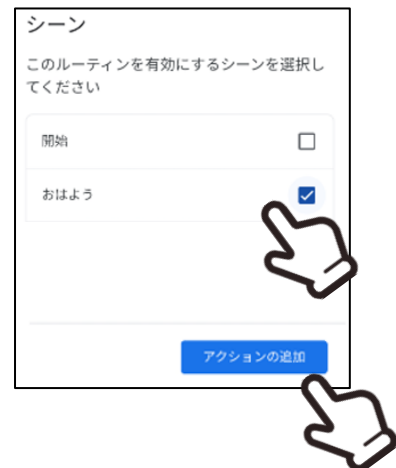 シーン
このルーティンを有効にするシーンを選択し
てください
開始
おはよう
アクションの追加